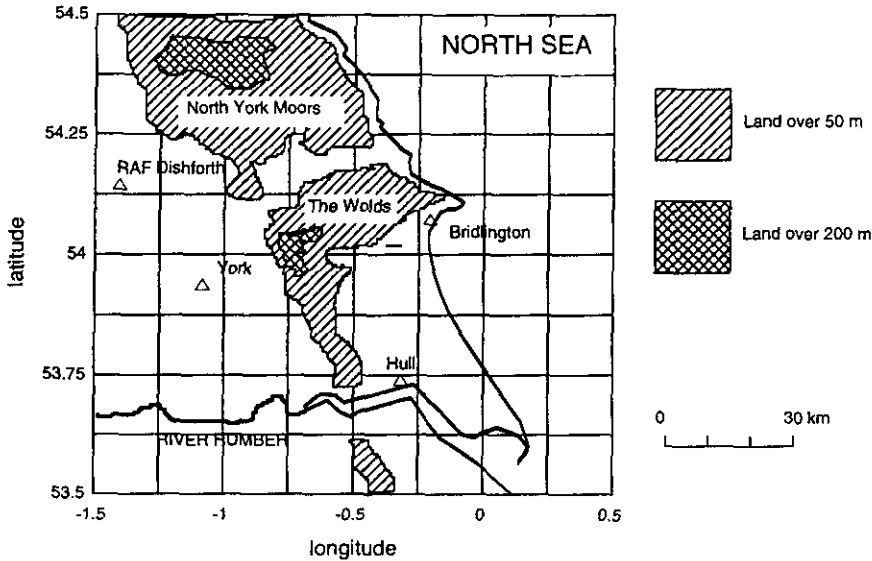 54.5
NORTH SEA
North York Moors
54.25
RAF Dishforth
The Wolds
Bridlington
54
York
Hull
53.75
RIVER HUMBER
53.5
-1.5
-1
-0.5
0
0.5
latitude
longitude
Land over 50 m
Land over 200 m
0
30 km